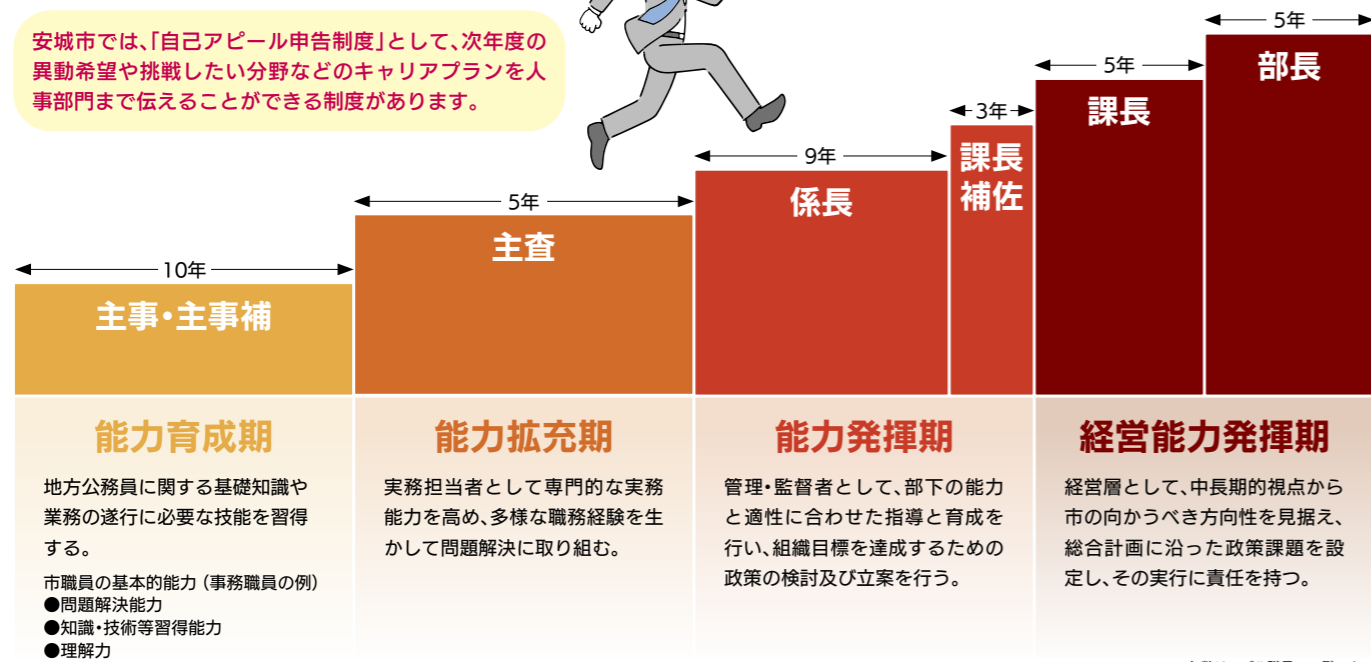 安城市では、「自己アピール申告制度」として、次年度の
異動希望や挑戦したい分野などのキャリアプランを人
事部門まで伝えることができる制度があります。
10年
主事・主事補
5年
主査
9年
係長
3年
課長
補佐
5年
課長
5年
部長
能力育成期
地方公務員に関する基礎知識や
業務の遂行に必要な技能を習得
する。
市職員の基本的能力（事務職員の例）
●問題解決能力
●知識・技術等習得能力
●理解力
能力拡充期
実務担当者として専門的な実務
能力を高め、多様な職務経験を生
かして問題解決に取り組む。
能力発揮期
管理・監督者として、部下の能力
と適性に合わせた指導と育成を
行い、組織目標を達成するための
政策の検討及び立案を行う。
経営能力発揮期
経営層として、中長期的視点から
市の向かうべき方向性を見据え、
総合計画に沿った政策課題を設
定し、その実行に責任を持つ。